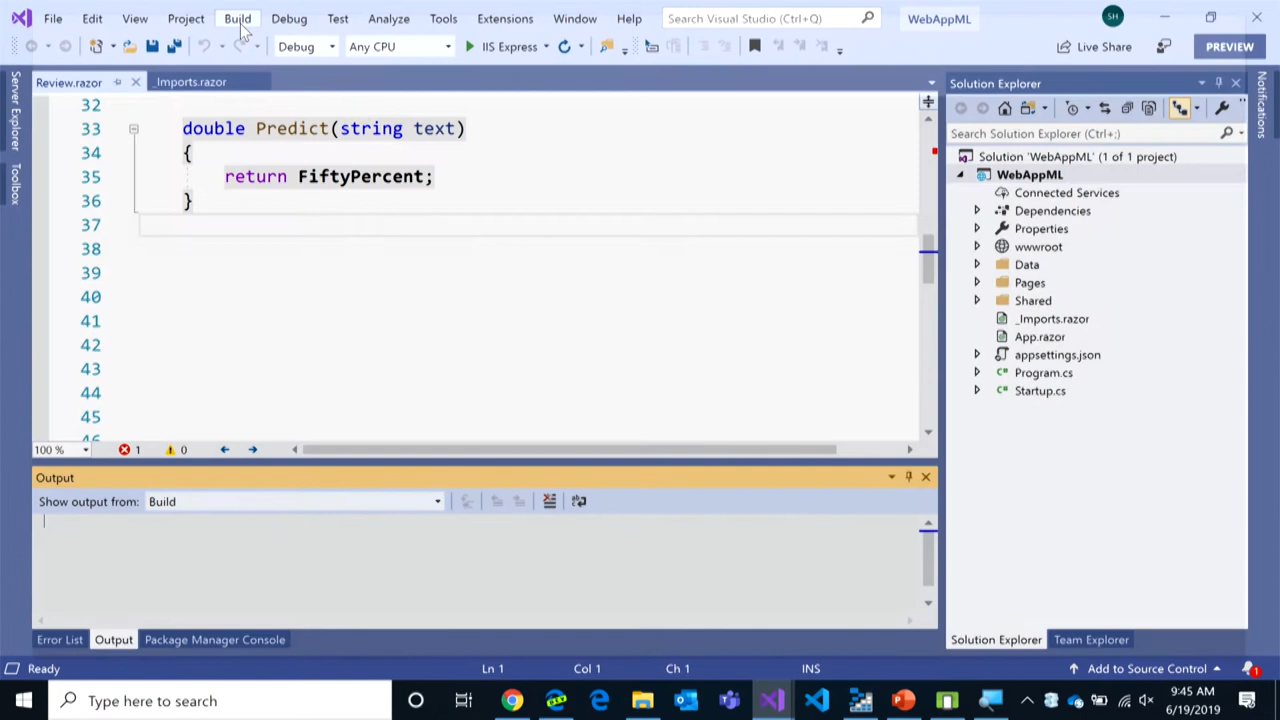 File Edit View Project Build Debug Test Analyze Tools Extensions Window Help Search Visual Studio (Ctrl+Q) WebAppML SH
Debug Any CPU IIS Express Live Share PREVIEW
Server Explorer
Toolbox
Review.razor _Imports.razor
32
33 double Predict(string text)
34 {
35 return FiftyPercent;
36 }
37
38
39
40
41
42
43
44
45
46
100 % 1 0
Output
Show output from: Build
Error List Output Package Manager Console
Solution Explorer
Search Solution Explorer (Ctrl+;)
Solution 'WebAppML' (1 of 1 project)
WebAppML
Connected Services
Dependencies
Properties
wwwroot
Data
Pages
Shared
_Imports.razor
App.razor
appsettings.json
C# Program.cs
C# Startup.cs
Solution Explorer Team Explorer
Notifications
Ready Ln 1 Col 1 Ch 1 INS Add to Source Control 1
Type here to search 9:45 AM
6/19/2019